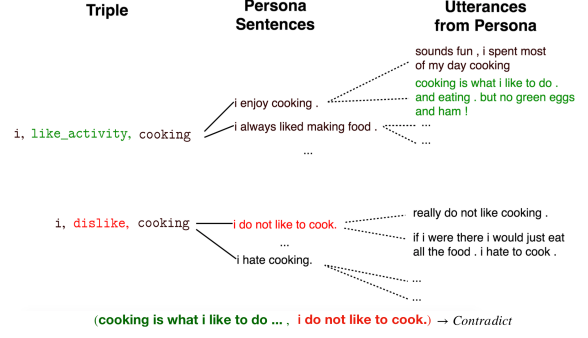 Triple
Persona
Sentences
Utterances
from Persona
sounds fun , i spent most
of my day cooking
cooking is what i like to do .
and eating . but no green eggs
and ham !
i enjoy cooking .
i, like_activity, cooking
i always liked making food .
...
...
...
i, dislike, cooking
i do not like to cook.
...
i hate cooking.
really do not like cooking .
if i were there i would just eat
all the food . i hate to cook .
...
...
(cooking is what i like to do ... , i do not like to cook.) → Contradict